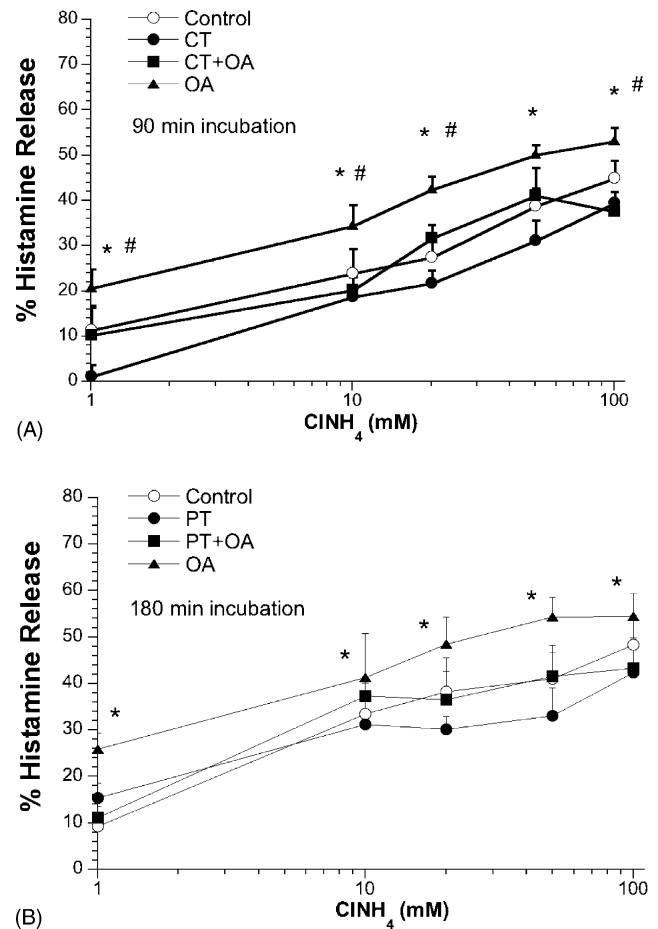 Control
CT
CT+OA
OA
90 min incubation
% Histamine Release
80
70
60
50
40
30
20
10
0
* #
* #
* #
*
* #
1
10
100
ClNH4 (mM)
(A)
Control
PT
PT+OA
OA
180 min incubation
% Histamine Release
80
70
60
50
40
30
20
10
0
*
*
*
*
*
1
10
100
ClNH4 (mM)
(B)